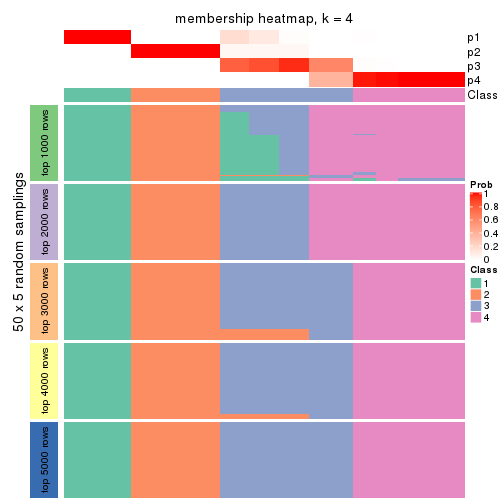 membership heatmap, k = 4
p1
p2
p3
p4
Class
50 x 5 random samplings
top 1000 rows
top 2000 rows
top 3000 rows
top 4000 rows
top 5000 rows
Prob
1
0.8
0.6
0.4
0.2
0
Class
1
2
3
4